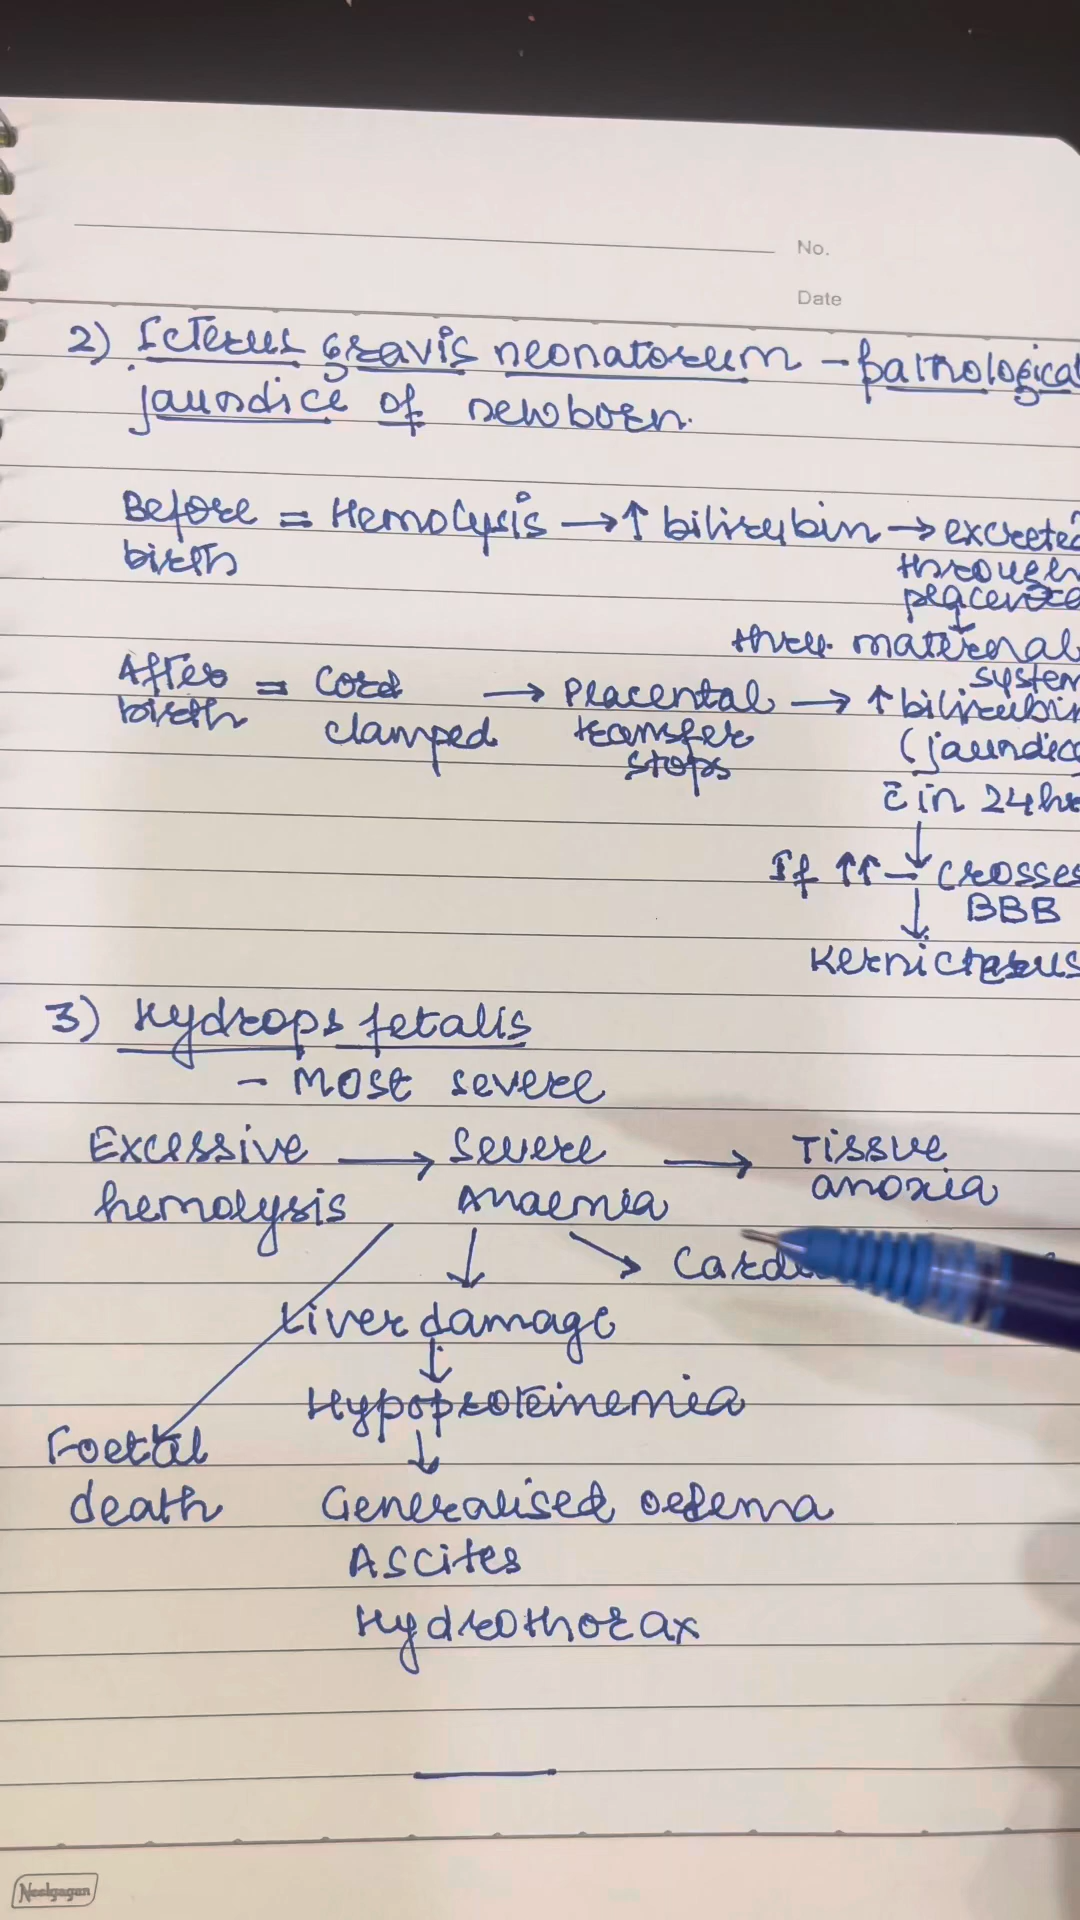 No.
Date
2) Icterus gravis neonatorum - pathological
jaundice of newborn.
Before = Hemolysis → ↑ bilirubin → excreted
birth
through
placenta
↓
thru. maternal
system
After = Cord → Placental → ↑ bilirubin
birth clamped transfer (jaundice
stops
c̄ in 24 hr
↓
If ↑↑ → crosses
BBB
↓
Kernicterus
3) Hydrops fetalis
- Most severe
Excessive → Severe → Tissue
hemolysis Anaemia anoxia
↓ ↘
Liver damage
↓
Hypoproteinemia
↓
Foetal
death Generalised oedema
Ascites
Hydrothorax
Neelgagan